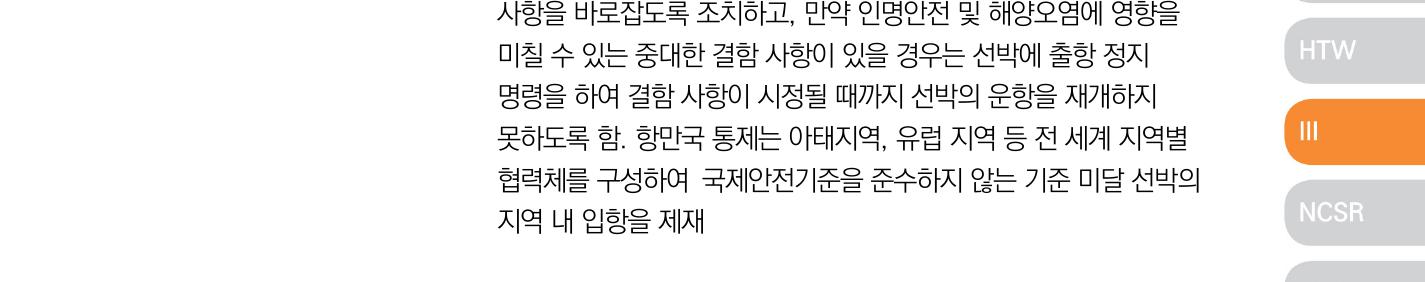 사항을 바로잡도록 조치하고, 만약 인명안전 및 해양오염에 영향을
미칠 수 있는 중대한 결함 사항이 있을 경우는 선박에 출항 정지
명령을 하여 결함 사항이 시정될 때까지 선박의 운항을 재개하지
못하도록 함. 항만국 통제는 아태지역, 유럽 지역 등 전 세계 지역별
협력체를 구성하여 국제안전기준을 준수하지 않는 기준 미달 선박의
지역 내 입항을 제재
HTW
III
NCSR